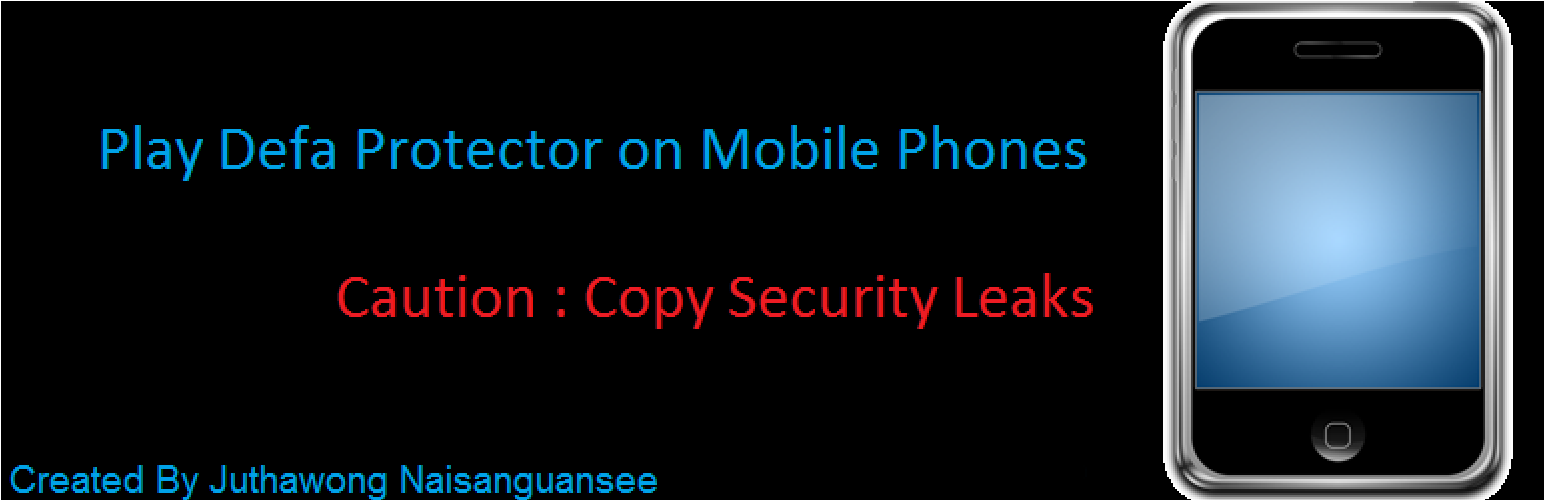 Play Defa Protector on Mobile Phones
Caution : Copy Security Leaks
Created By Juthawong Naisanguansee